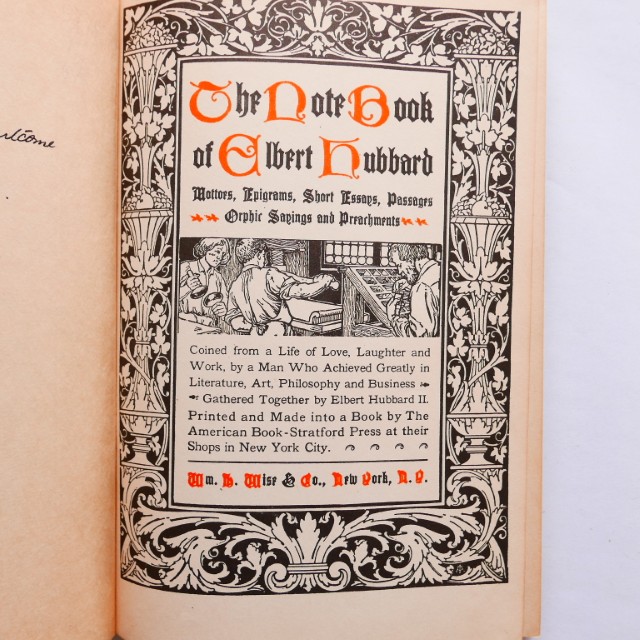 The Note Book
of Elbert Hubbard
Mottoes, Epigrams, Short Essays, Passages
Orphic Sayings and Preachments
Coined from a Life of Love, Laughter and
Work, by a Man Who Achieved Greatly in
Literature, Art, Philosophy and Business
Gathered Together by Elbert Hubbard II.
Printed and Made into a Book by The
American Book-Stratford Press at their
Shops in New York City.
Wm. H. Wise & Co., New York, N. Y.